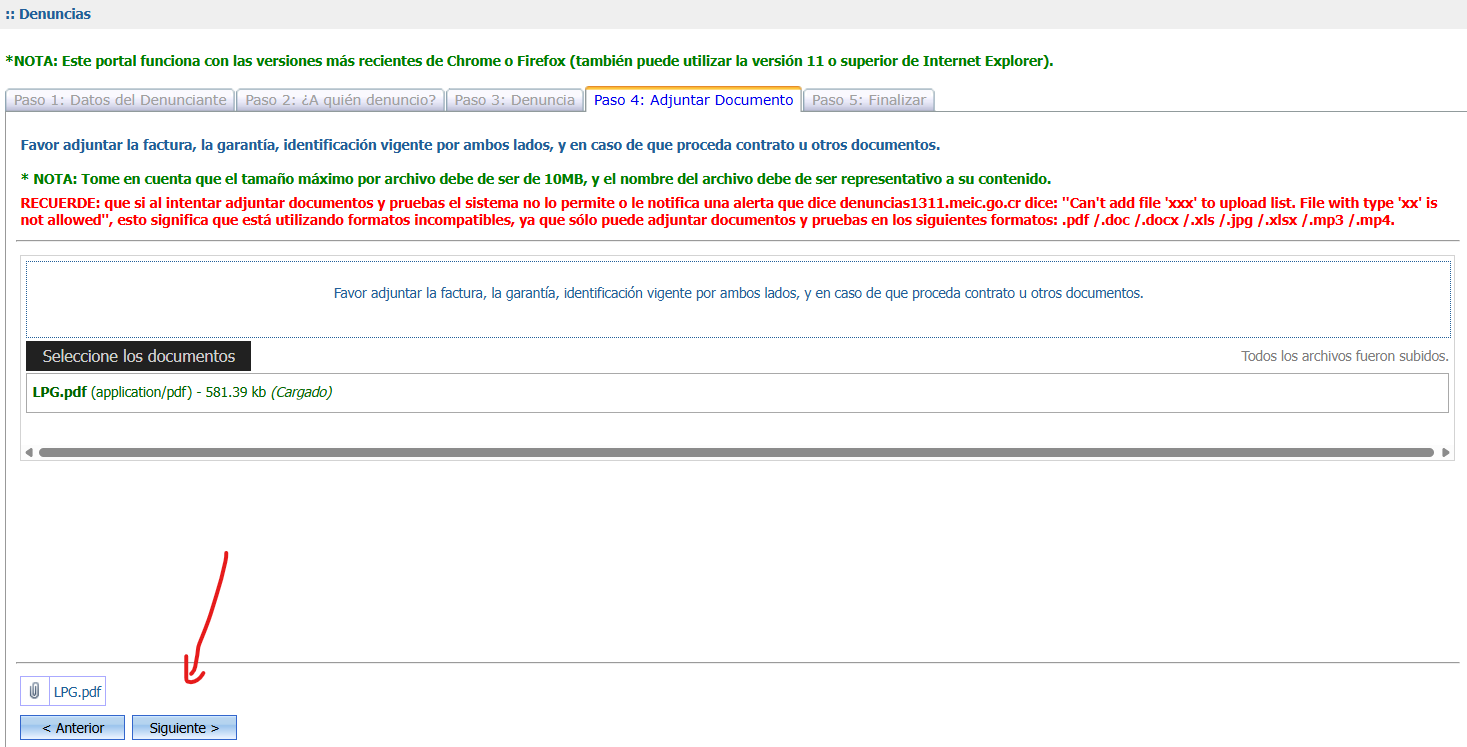 :: Denuncias
*NOTA: Este portal funciona con las versiones más recientes de Chrome o Firefox (también puede utilizar la versión 11 o superior de Internet Explorer).
Paso 1: Datos del Denunciante Paso 2: ¿A quién denuncio? Paso 3: Denuncia Paso 4: Adjuntar Documento Paso 5: Finalizar
Favor adjuntar la factura, la garantía, identificación vigente por ambos lados, y en caso de que proceda contrato u otros documentos.
* NOTA: Tome en cuenta que el tamaño máximo por archivo debe de ser de 10MB, y el nombre del archivo debe de ser representativo a su contenido.
RECUERDE: que si al intentar adjuntar documentos y pruebas el sistema no lo permite o le notifica una alerta que dice denuncias1311.meic.go.cr dice: "Can't add file 'xxx' to upload list. File with type 'xx' is
not allowed", esto significa que está utilizando formatos incompatibles, ya que sólo puede adjuntar documentos y pruebas en los siguientes formatos: .pdf /.doc /.docx /.xls /.jpg /.xlsx /.mp3 /.mp4.
Favor adjuntar la factura, la garantía, identificación vigente por ambos lados, y en caso de que proceda contrato u otros documentos.
Seleccione los documentos Todos los archivos fueron subidos.
LPG.pdf (application/pdf) - 581.39 kb (Cargado)
LPG.pdf
< Anterior Siguiente >